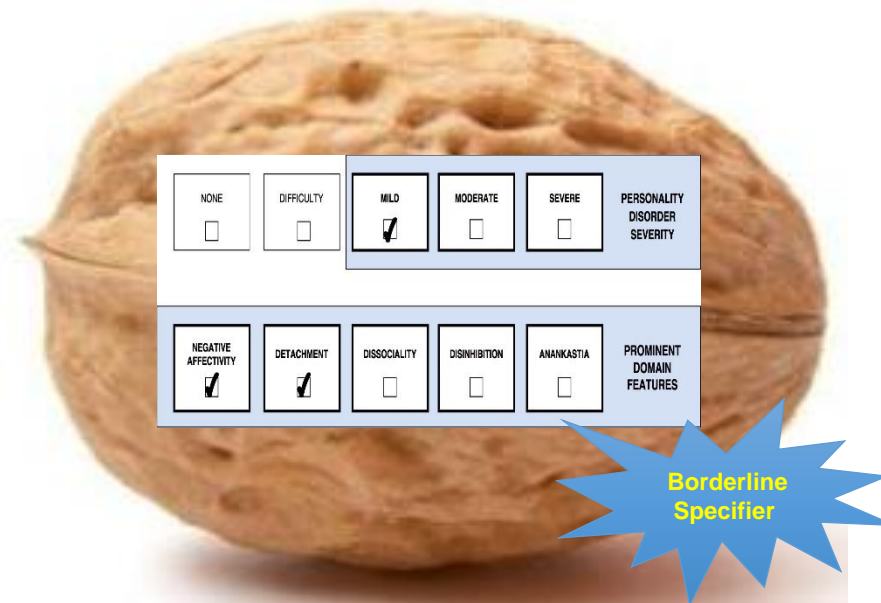 NONE
DIFFICULTY
MILD
MODERATE
SEVERE
PERSONALITY
DISORDER
SEVERITY
NEGATIVE
AFFECTIVITY
DETACHMENT
DISSOCIALITY
DISINHIBITION
ANANKASTIA
PROMINENT
DOMAIN
FEATURES
Borderline
Specifier